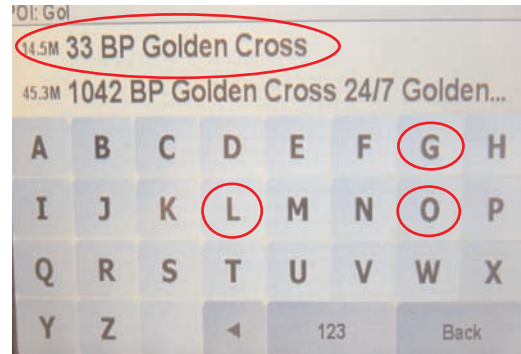 POI: Gol
14.5M 33 BP Golden Cross
45.3M 1042 BP Golden Cross 24/7 Golden...
A B C D E F G H
I J K L M N O P
Q R S T U V W X
Y Z ◄ 123 Back